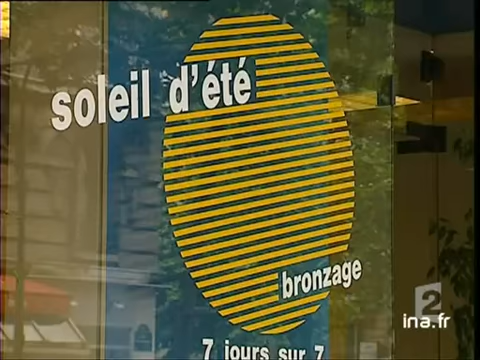 soleil d'été
bronzage
7 jours sur 7
2
ina.fr